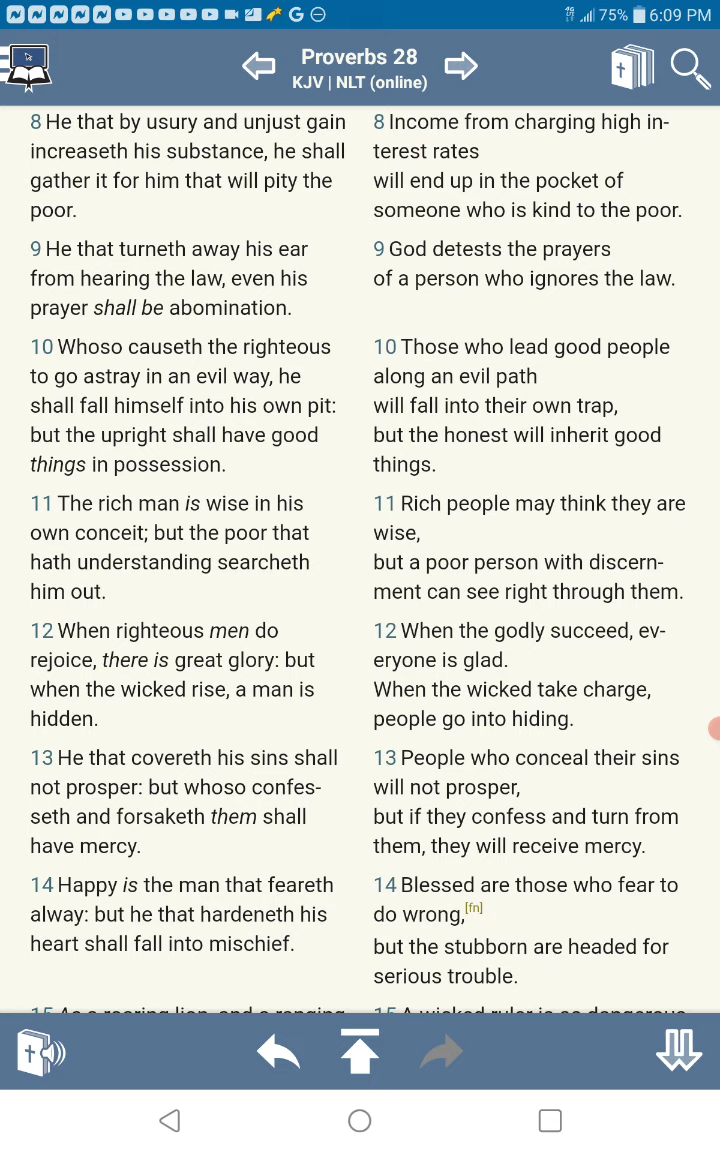 4G
75%
6:09 PM
Proverbs 28
KJV | NLT (online)
8 He that by usury and unjust gain
increaseth his substance, he shall
gather it for him that will pity the
poor.
9 He that turneth away his ear
from hearing the law, even his
prayer shall be abomination.
10 Whoso causeth the righteous
to go astray in an evil way, he
shall fall himself into his own pit:
but the upright shall have good
things in possession.
11 The rich man is wise in his
own conceit; but the poor that
hath understanding searcheth
him out.
12 When righteous men do
rejoice, there is great glory: but
when the wicked rise, a man is
hidden.
13 He that covereth his sins shall
not prosper: but whoso confes-
seth and forsaketh them shall
have mercy.
14 Happy is the man that feareth
alway: but he that hardeneth his
heart shall fall into mischief.
15 As a roaring lion, and a ranging
8 Income from charging high in-
terest rates
will end up in the pocket of
someone who is kind to the poor.
9 God detests the prayers
of a person who ignores the law.
10 Those who lead good people
along an evil path
will fall into their own trap,
but the honest will inherit good
things.
11 Rich people may think they are
wise,
but a poor person with discern-
ment can see right through them.
12 When the godly succeed, ev-
eryone is glad.
When the wicked take charge,
people go into hiding.
13 People who conceal their sins
will not prosper,
but if they confess and turn from
them, they will receive mercy.
14 Blessed are those who fear to
do wrong,[fn]
but the stubborn are headed for
serious trouble.
15 A wicked ruler is as dangerous